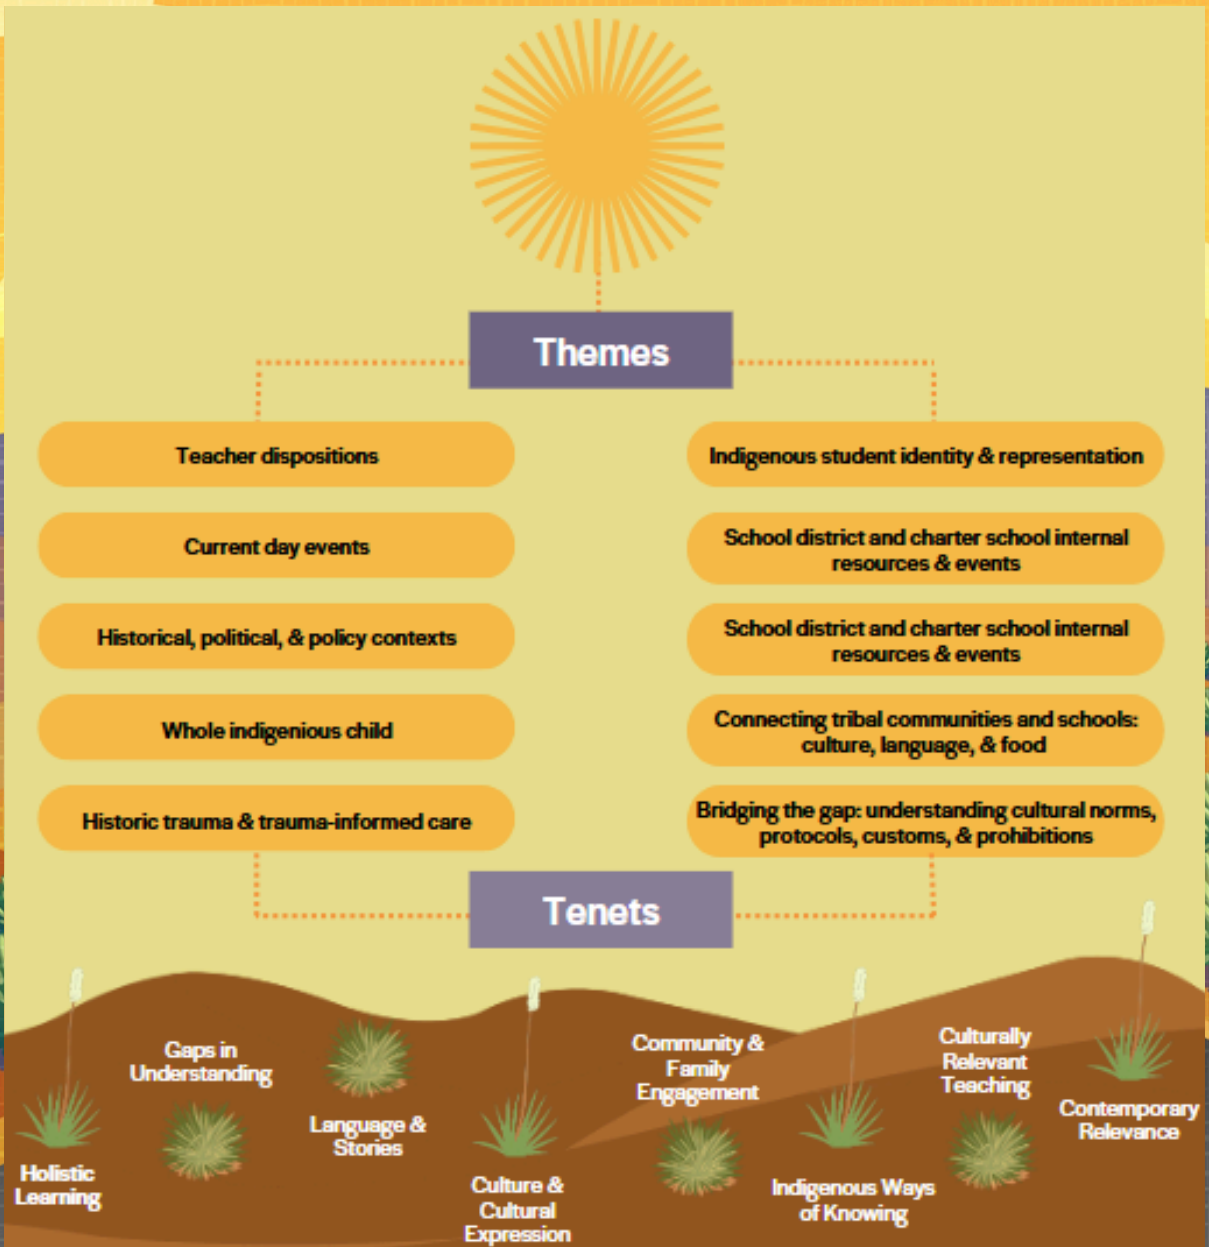 Themes
Teacher dispositions
Current day events
Historical, political, & policy contexts
Whole indigenious child
Historic trauma & trauma-informed care
Indigenous student identity & representation
School district and charter school internal
resources & events
School district and charter school internal
resources & events
Connecting tribal communities and schools:
culture, language, & food
Bridging the gap: understanding cultural norms,
protocols, customs, & prohibitions
Tenets
Holistic
Learning
Gaps in
Understanding
Language &
Stories
Culture &
Cultural
Expression
Community &
Family
Engagement
Indigenous Ways
of Knowing
Culturally
Relevant
Teaching
Contemporary
Relevance